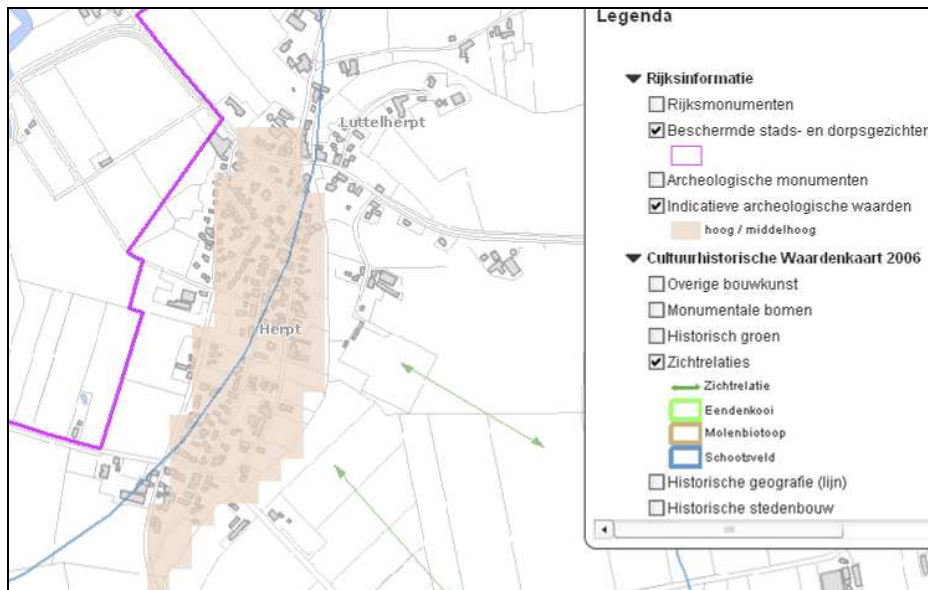 Legenda
Rijksinformatie
Rijksmonumenten
Beschermde stads- en dorpsgezichten
Archeologische monumenten
Indicatieve archeologische waarden
hoog / middelhoog
Cultuurhistorische Waardenkaart 2006
Overige bouwkunst
Monumentale bomen
Historisch groen
Zichtrelaties
Zichtrelatie
Eendenkooi
Molenbiotoop
Schootsveld
Historische geografie (lijn)
Historische stedenbouw
Luttelherpt
Herpt